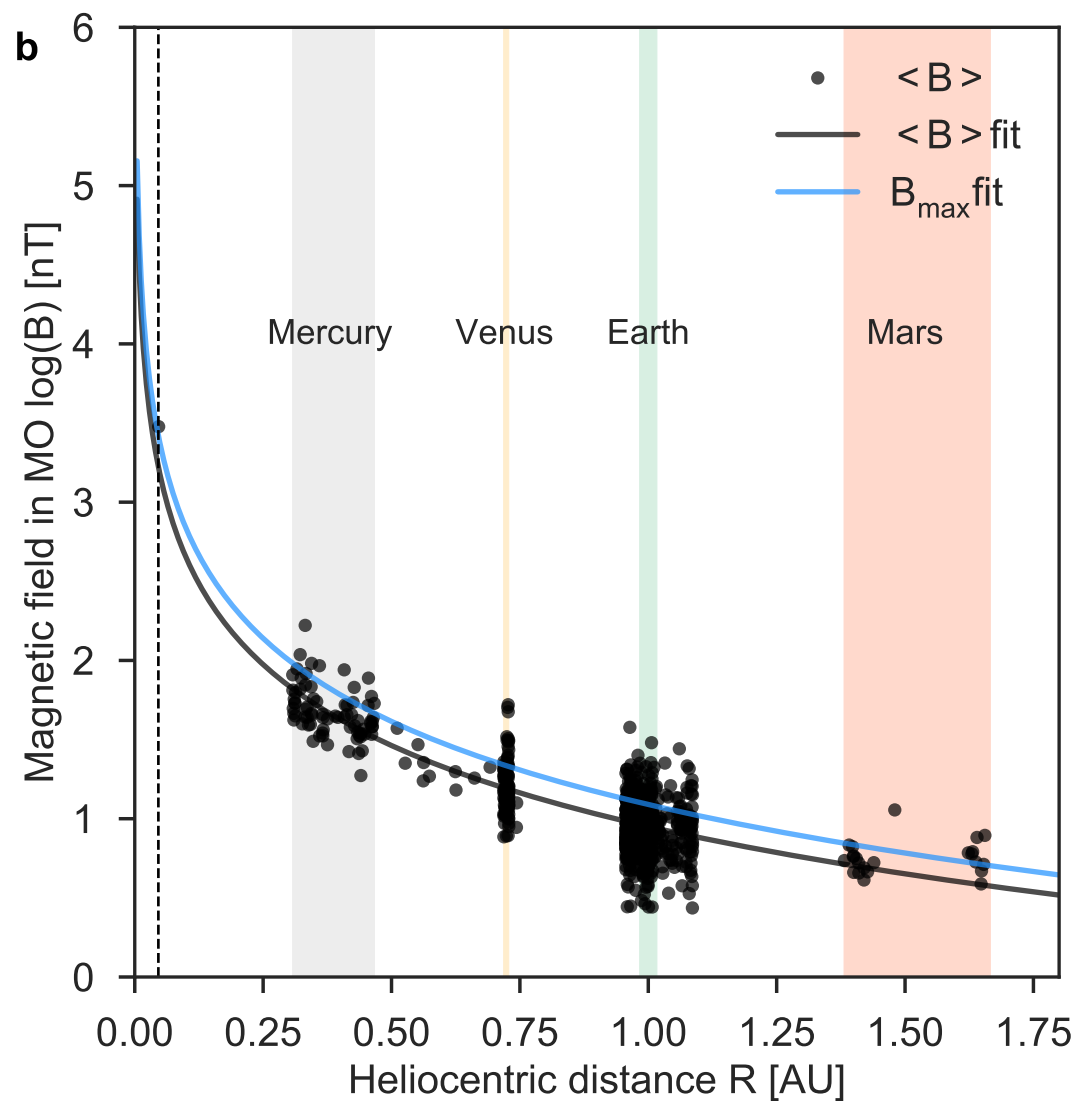 b
6
5
4
3
2
1
0
Magnetic field in MO log(B) [nT]
< B >
< B > fit
Bmaxfit
Mercury Venus Earth Mars
0.00 0.25 0.50 0.75 1.00 1.25 1.50 1.75
Heliocentric distance R [AU]